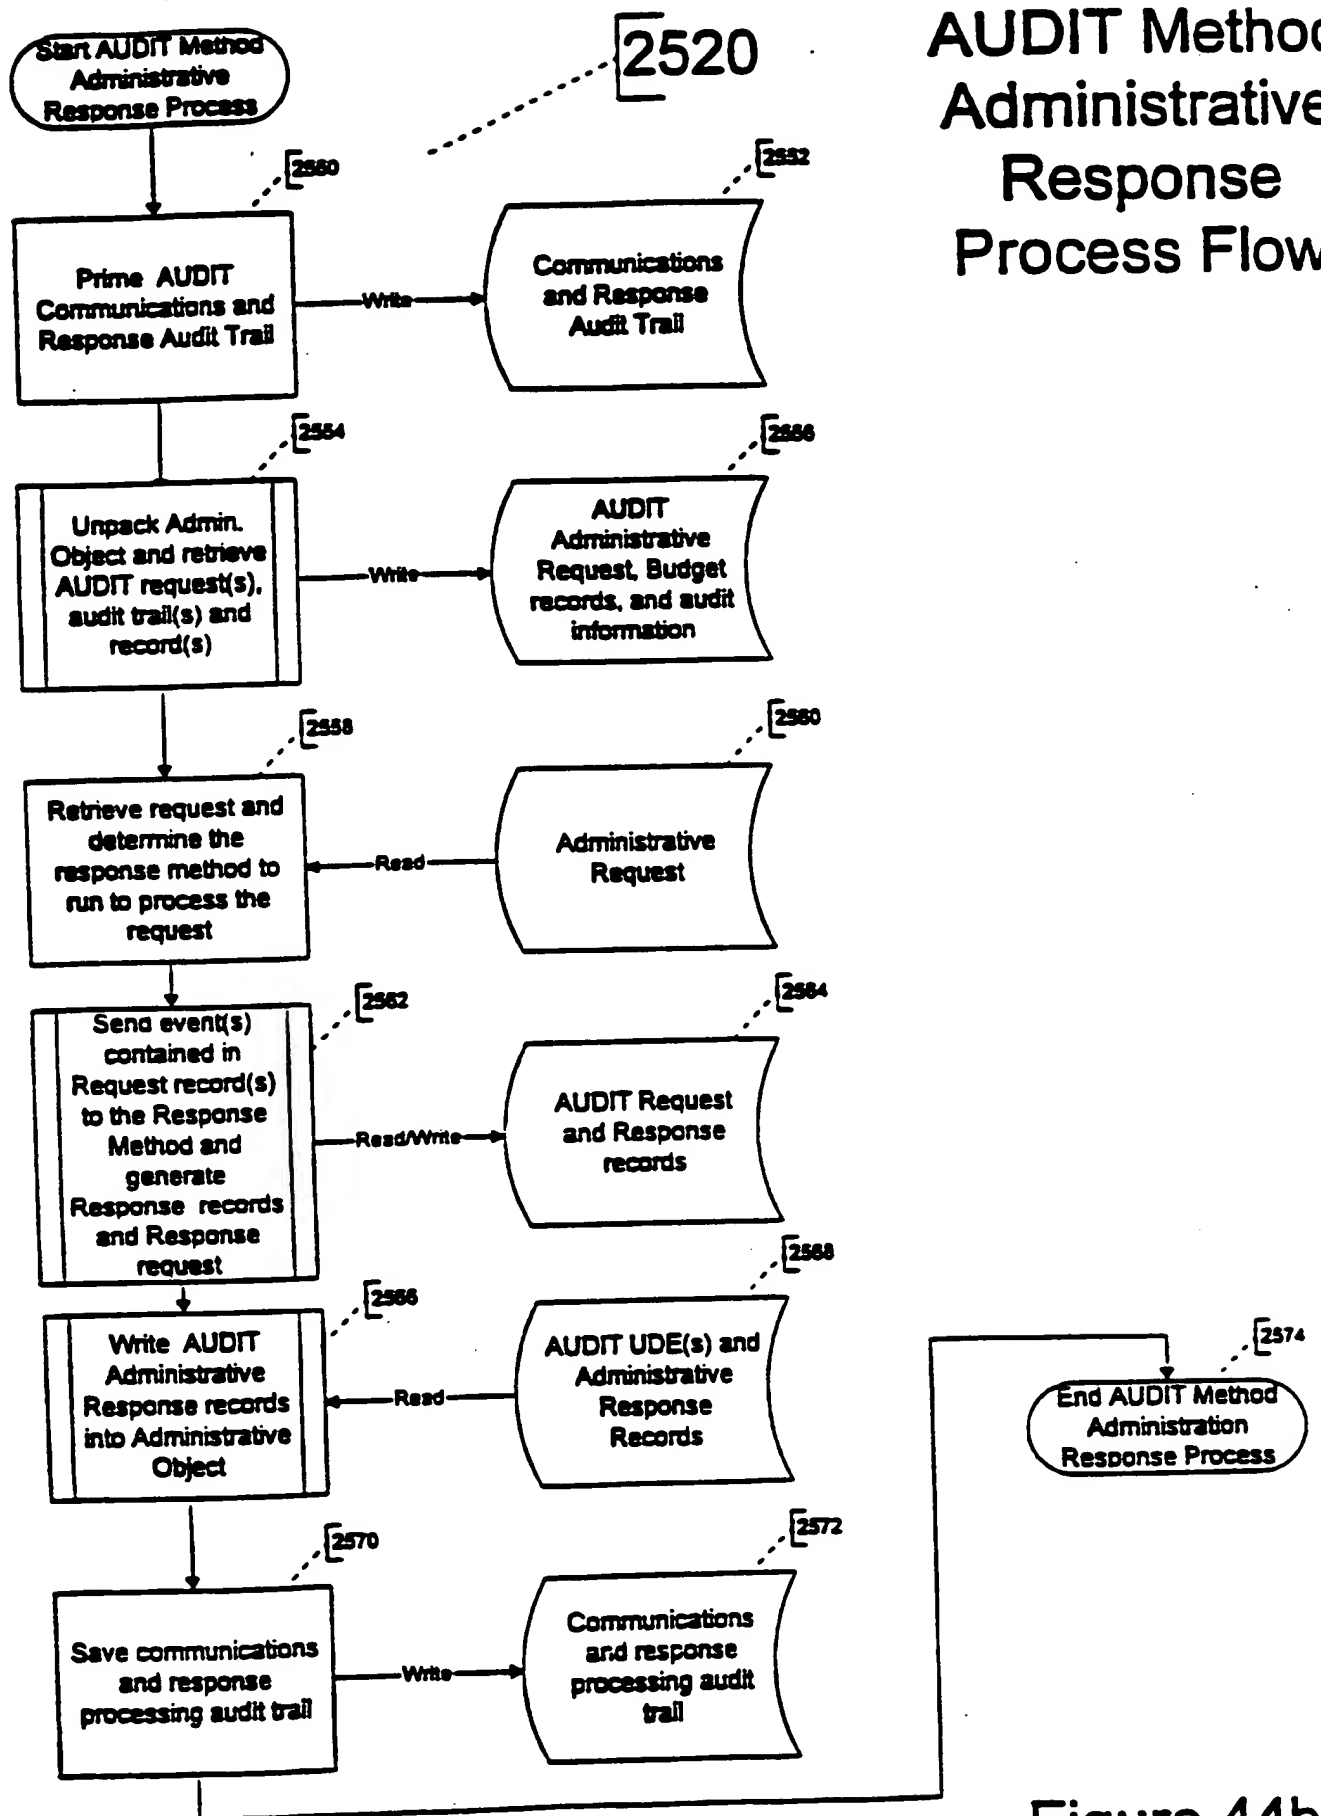 Start AUDIT Method
Administrative
Response Process
2520
AUDIT Method
Administrative
Response
Process Flow
2550
Prime AUDIT
Communications and
Response Audit Trail
Write
2552
Communications
and Response
Audit Trail
2554
Unpack Admin.
Object and retrieve
AUDIT request(s),
audit trail(s) and
record(s)
Write
2556
AUDIT
Administrative
Request, Budget
records, and audit
information
2558
Retrieve request and
determine the
response method to
run to process the
request
Read
2560
Administrative
Request
2562
Send event(s)
contained in
Request record(s)
to the Response
Method and
generate
Response records
and Response
request
Read/Write
2564
AUDIT Request
and Response
records
2566
Write AUDIT
Administrative
Response records
into Administrative
Object
Read
2568
AUDIT UDE(s) and
Administrative
Response
Records
2570
Save communications
and response
processing audit trail
Write
2572
Communications
and response
processing audit
trail
2574
End AUDIT Method
Administration
Response Process
Figure 44b